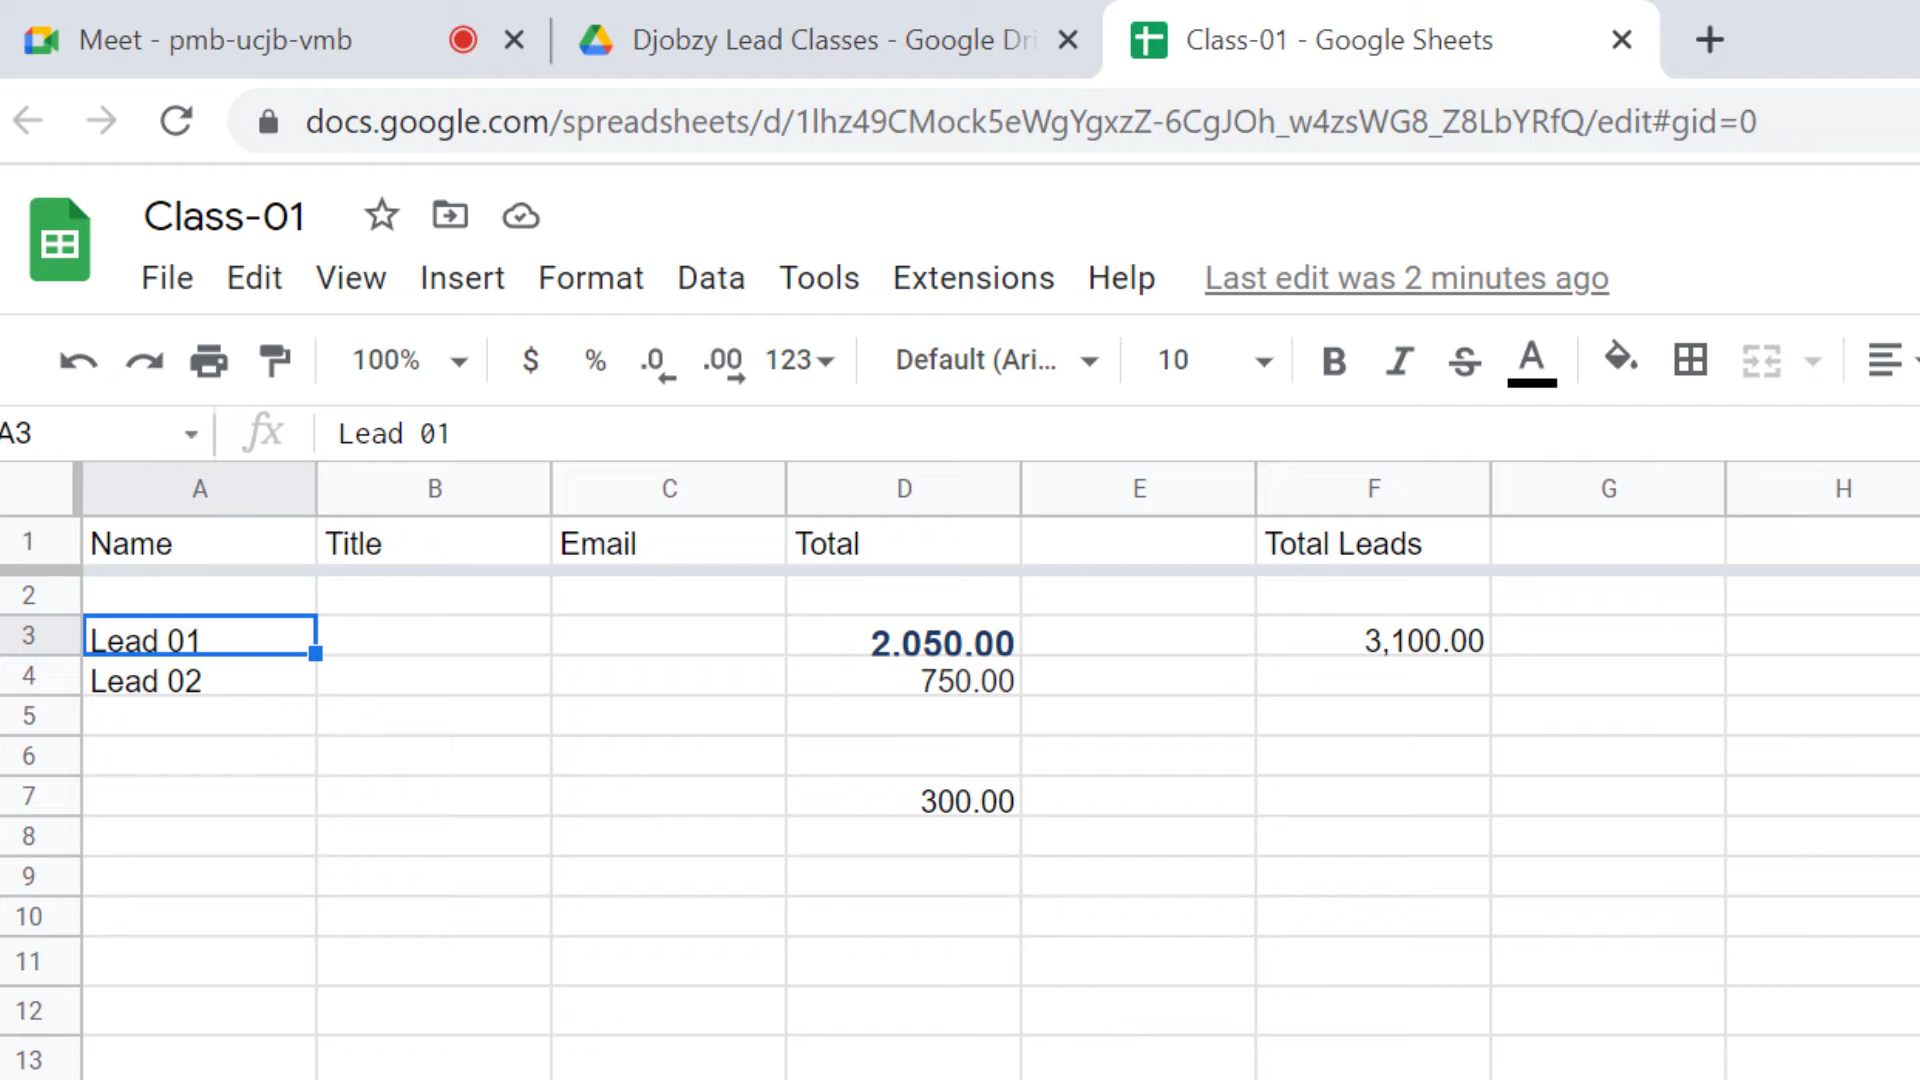 Meet - pmb-ucjb-vmb
Djobzy Lead Classes - Google Dri
Class-01 - Google Sheets
docs.google.com/spreadsheets/d/1lhz49CMock5eWgYgxzZ-6CgJOh_w4zsWG8_Z8LbYRfQ/edit#gid=0
Class-01
File Edit View Insert Format Data Tools Extensions Help Last edit was 2 minutes ago
100% $ % .0 .00 123 Default (Ari... 10 B I S A
A3 fx Lead 01
A B C D E F G H
1 Name Title Email Total Total Leads
2
3 Lead 01 2.050.00 3,100.00
4 Lead 02 750.00
5
6
7 300.00
8
9
10
11
12
13